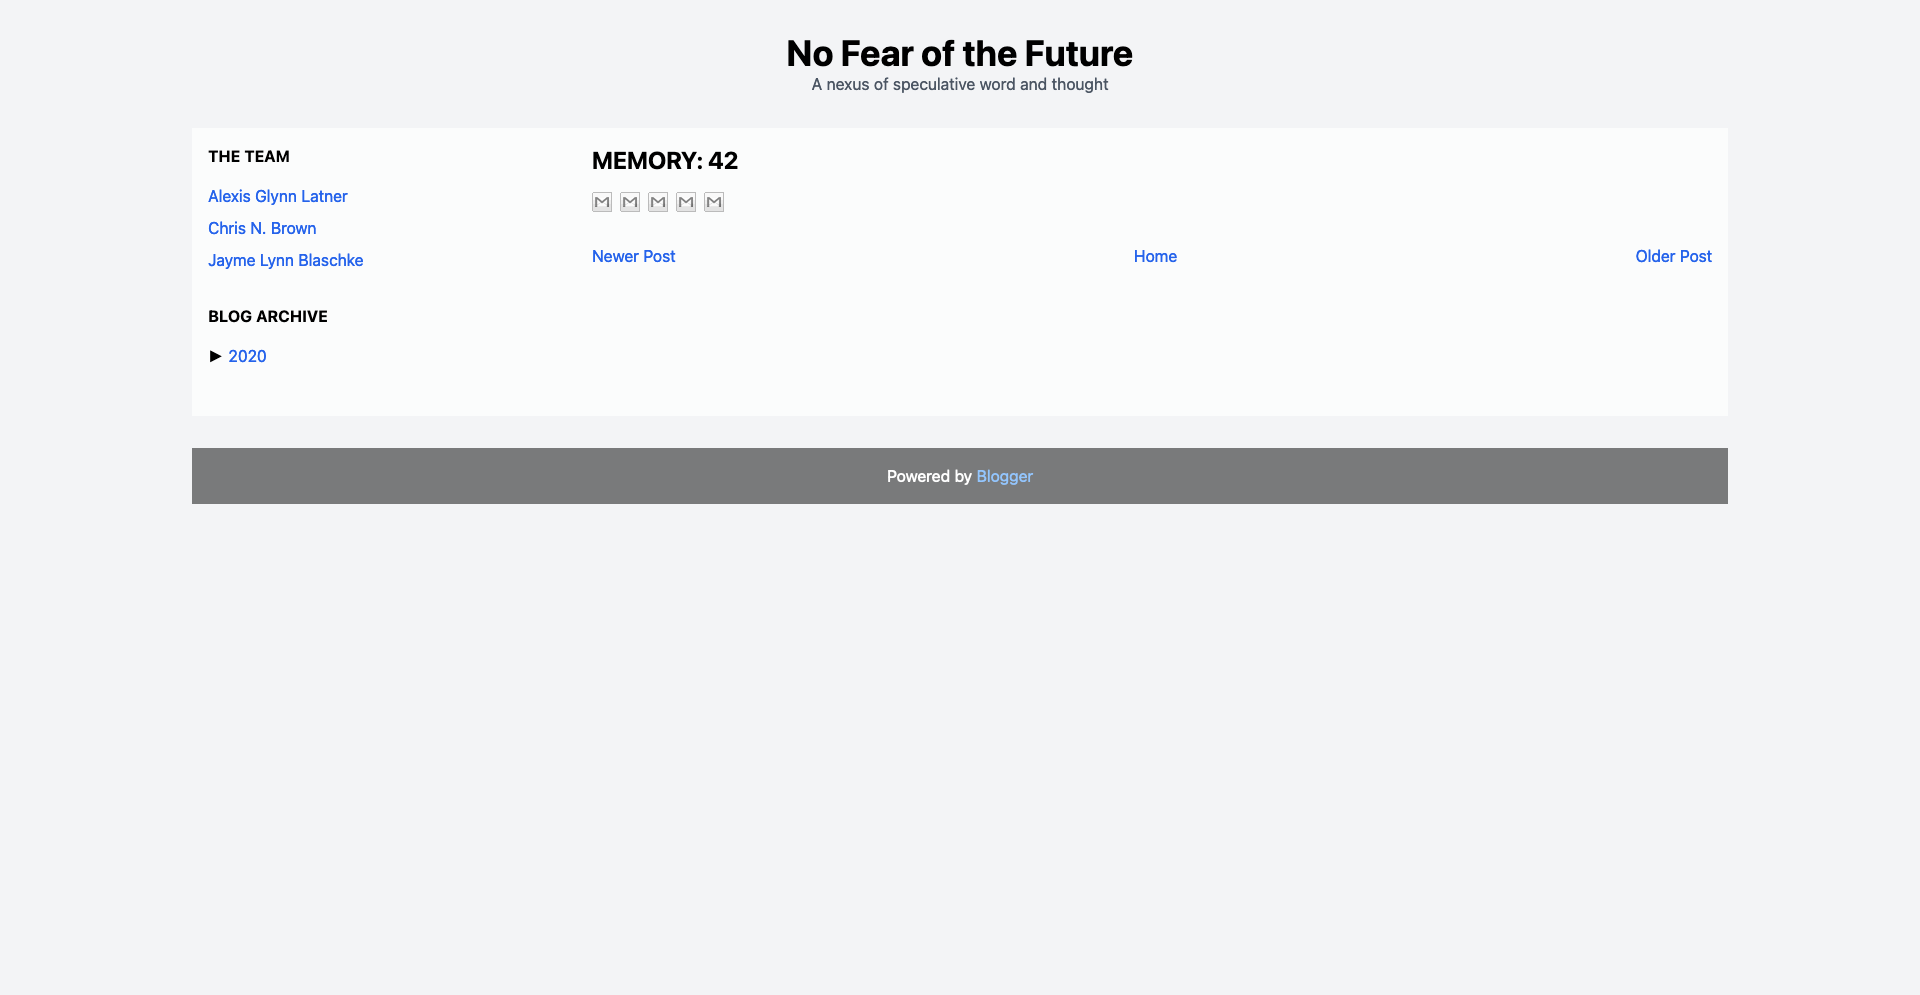 No Fear of the Future
A nexus of speculative word and thought
THE TEAM
Alexis Glynn Latner
Chris N. Brown
Jayme Lynn Blaschke
BLOG ARCHIVE
► 2020
MEMORY: 42
Newer Post Home Older Post
Powered by Blogger